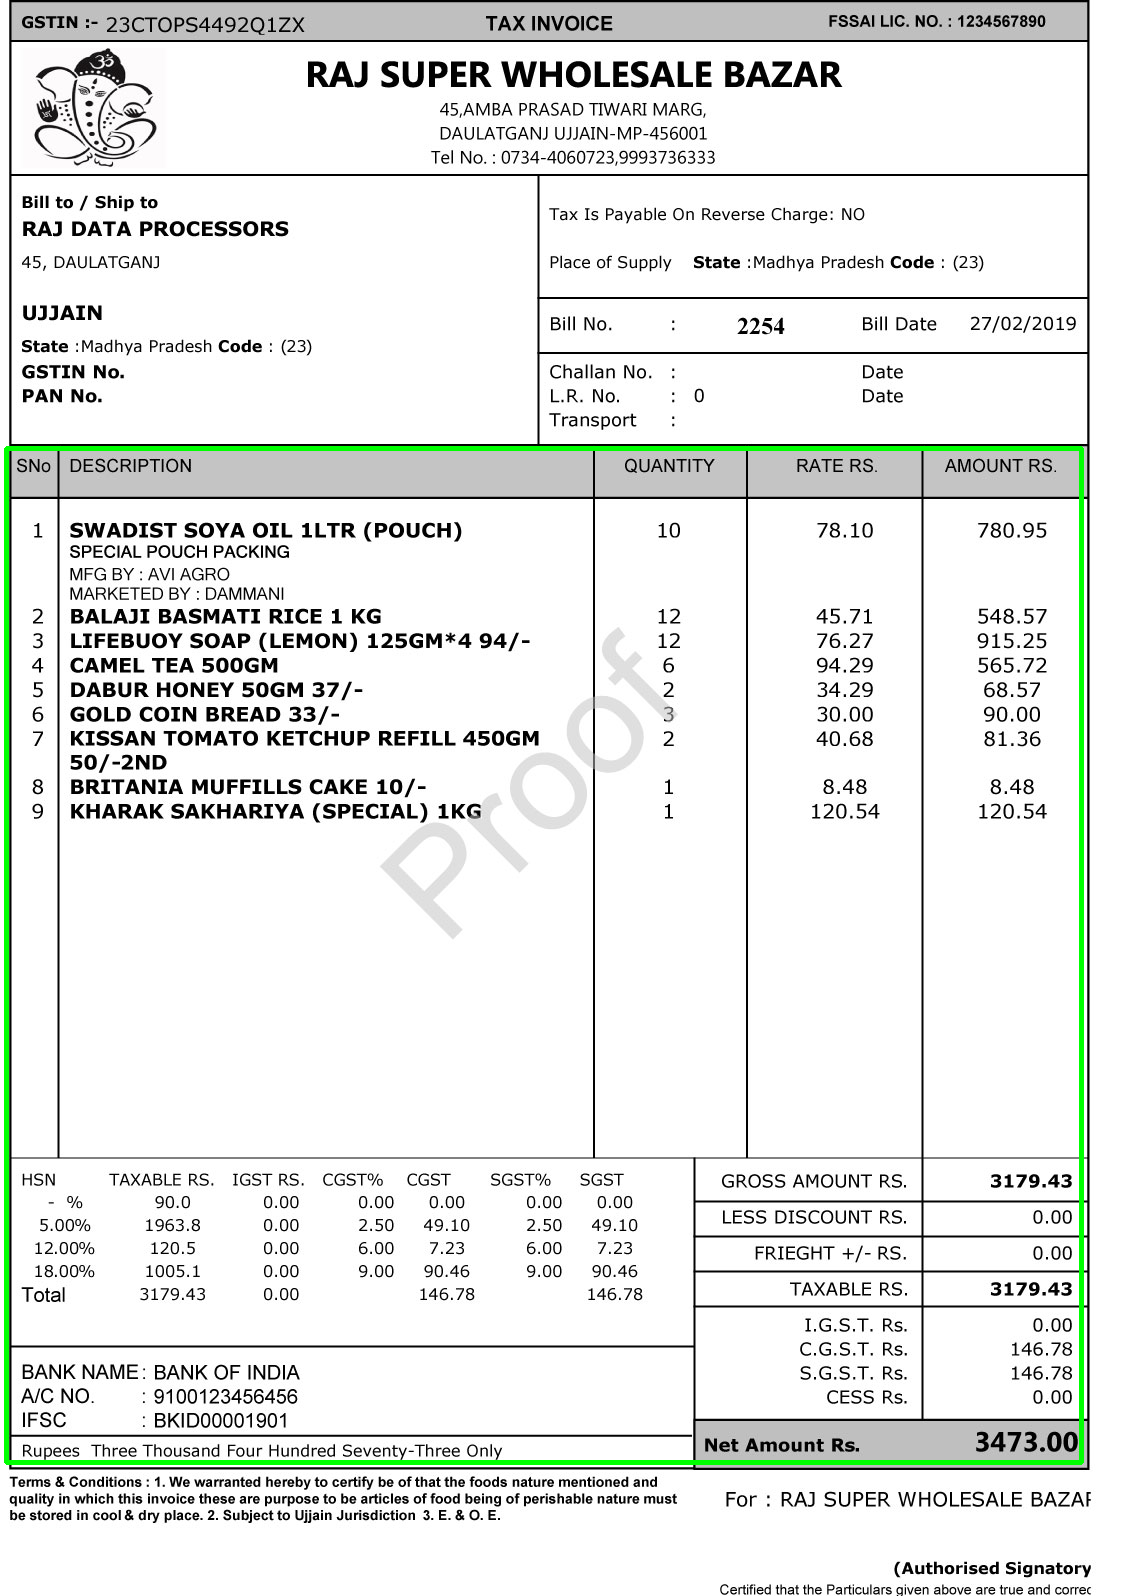 GSTIN :- 23CTOPS4492Q1ZX TAX INVOICE FSSAI LIC. NO. : 1234567890
RAJ SUPER WHOLESALE BAZAR
45,AMBA PRASAD TIWARI MARG,
DAULATGANJ UJJAIN-MP-456001
Tel No. : 0734-4060723,9993736333
Bill to / Ship to
RAJ DATA PROCESSORS
45, DAULATGANJ
UJJAIN
State :Madhya Pradesh Code : (23)
GSTIN No.
PAN No.
Tax Is Payable On Reverse Charge: NO
Place of Supply State :Madhya Pradesh Code : (23)
Bill No. : 2254 Bill Date 27/02/2019
Challan No. : Date
L.R. No. : 0 Date
Transport :
SNo DESCRIPTION QUANTITY RATE RS. AMOUNT RS.
1 SWADIST SOYA OIL 1LTR (POUCH) 10 78.10 780.95
SPECIAL POUCH PACKING
MFG BY : AVI AGRO
MARKETED BY : DAMMANI
2 BALAJI BASMATI RICE 1 KG 12 45.71 548.57
3 LIFEBUOY SOAP (LEMON) 125GM*4 94/- 12 76.27 915.25
4 CAMEL TEA 500GM 6 94.29 565.72
5 DABUR HONEY 50GM 37/- 2 34.29 68.57
6 GOLD COIN BREAD 33/- 3 30.00 90.00
7 KISSAN TOMATO KETCHUP REFILL 450GM 2 40.68 81.36
50/-2ND
8 BRITANIA MUFFILLS CAKE 10/- 1 8.48 8.48
9 KHARAK SAKHARIYA (SPECIAL) 1KG 1 120.54 120.54
Proof
HSN TAXABLE RS. IGST RS. CGST% CGST SGST% SGST
- % 90.0 0.00 0.00 0.00 0.00 0.00
5.00% 1963.8 0.00 2.50 49.10 2.50 49.10
12.00% 120.5 0.00 6.00 7.23 6.00 7.23
18.00% 1005.1 0.00 9.00 90.46 9.00 90.46
Total 3179.43 0.00 146.78 146.78
GROSS AMOUNT RS. 3179.43
LESS DISCOUNT RS. 0.00
FRIEGHT +/- RS. 0.00
TAXABLE RS. 3179.43
I.G.S.T. Rs. 0.00
C.G.S.T. Rs. 146.78
S.G.S.T. Rs. 146.78
CESS Rs. 0.00
BANK NAME : BANK OF INDIA
A/C NO. : 9100123456456
IFSC : BKID00001901
Rupees Three Thousand Four Hundred Seventy-Three Only
Net Amount Rs. 3473.00
Terms & Conditions : 1. We warranted hereby to certify be of that the foods nature mentioned and
quality in which this invoice these are purpose to be articles of food being of perishable nature must
be stored in cool & dry place. 2. Subject to Ujjain Jurisdiction 3. E. & O. E.
For : RAJ SUPER WHOLESALE BAZAR
(Authorised Signatory
Certified that the Particulars given above are true and correc